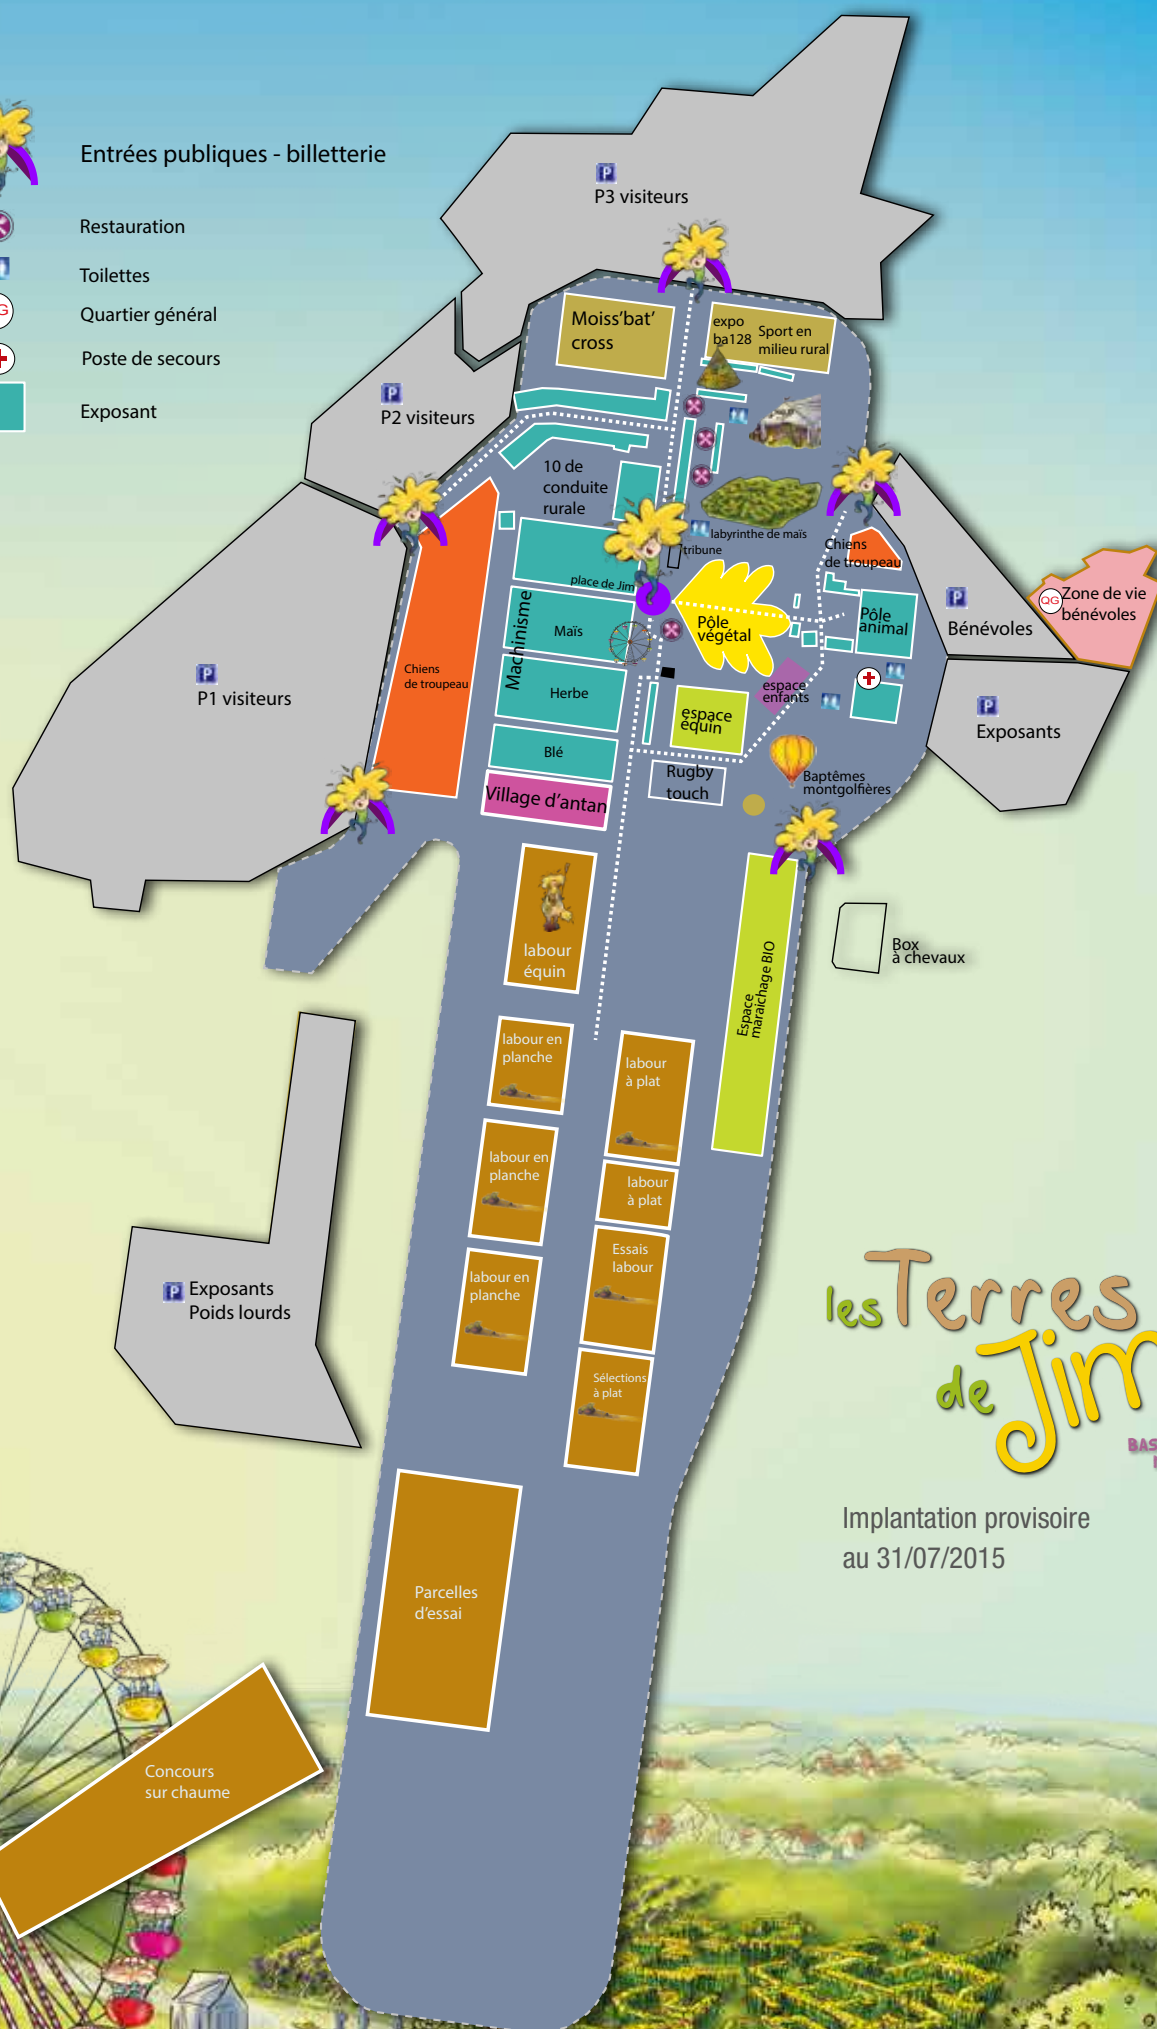 Entrées publiques - billetterie
Restauration
Toilettes
Quartier général
Poste de secours
Exposant
P
P3 visiteurs
P
P2 visiteurs
P
P1 visiteurs
Moiss'bat'
cross
expo
ba128
Sport en
milieu rural
10 de
conduite
rurale
labyrinthe de maïs
tribune
place de Jim
Machinisme
Maïs
Herbe
Blé
Village d'antan
Chiens
de troupeau
Pôle
végétal
Chiens
de troupeau
Pôle
animal
P
Bénévoles
QG
Zone de vie
bénévoles
P
Exposants
espace
enfants
espace
équin
Rugby
touch
Baptêmes
montgolfières
Box
à chevaux
Espace
maraichage BIO
labour
équin
labour en
planche
labour en
planche
labour en
planche
labour
à plat
labour
à plat
Essais
labour
Sélections
à plat
P
Exposants
Poids lourds
Parcelles
d'essai
Concours
sur chaume
les Terres
de Jim
Implantation provisoire
au 31/07/2015